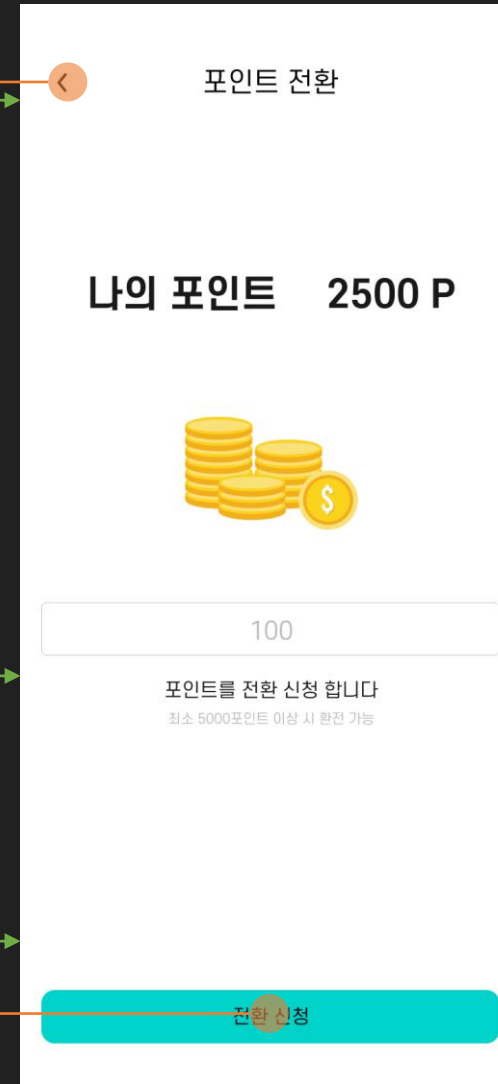 포인트 전환
나의 포인트 2500 P
$
100
포인트를 전환 신청 합니다
최소 5000포인트 이상 시 환전 가능
전환 신청